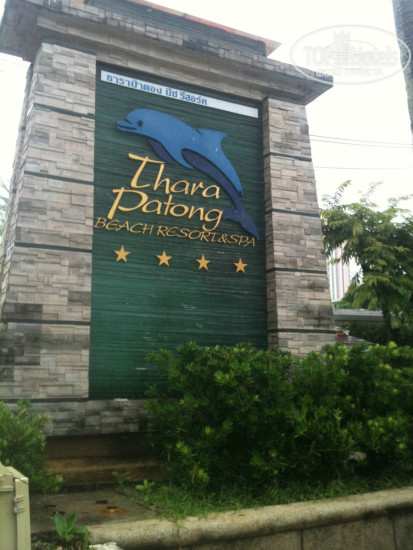 ธาราป่าตอง บีช รีสอร์ท
Thara
Patong
BEACH RESORT & SPA